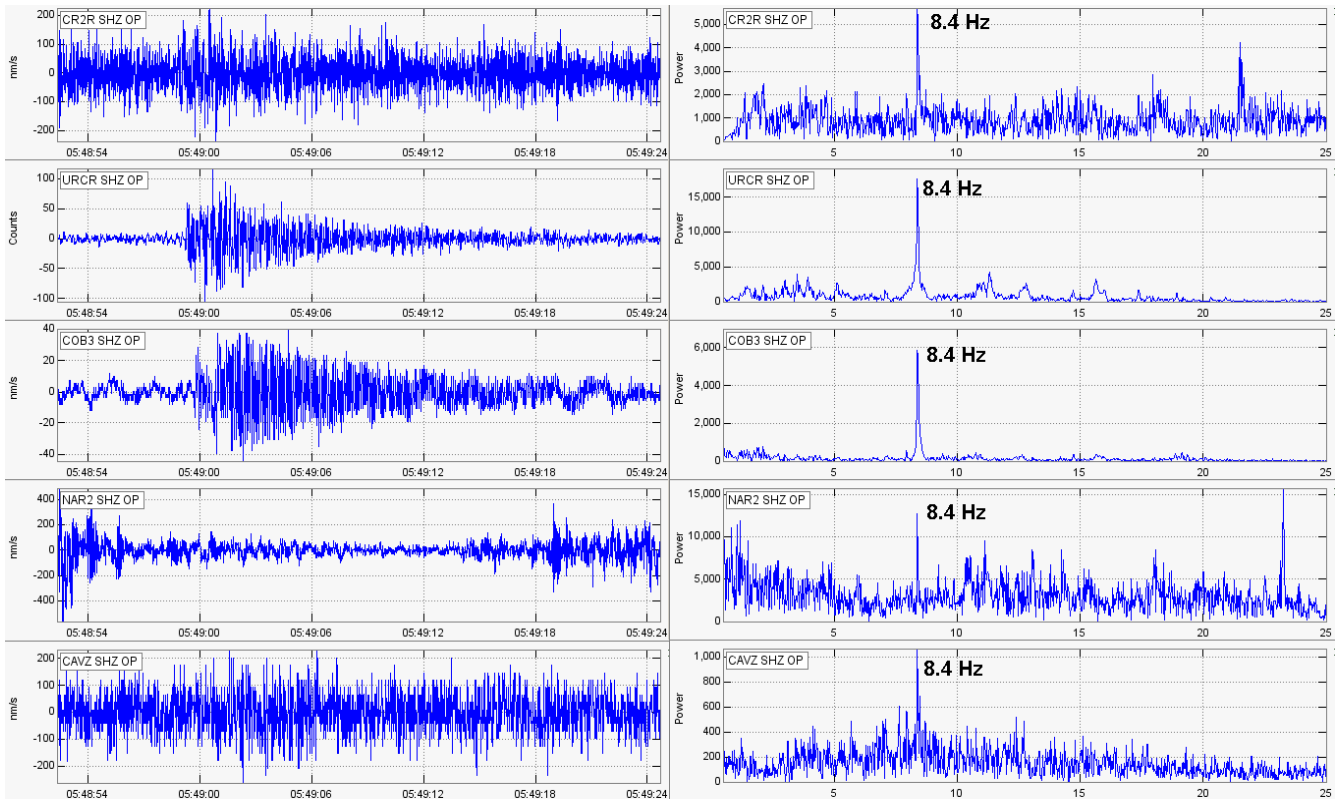 CR2R SHZ OP
200
100
0
-100
-200
nm/s
05:48:54 05:49:00 05:49:06 05:49:12 05:49:18 05:49:24
CR2R SHZ OP
8.4 Hz
5,000
4,000
3,000
2,000
1,000
0
Power
5 10 15 20 25
URCR SHZ OP
100
50
0
-50
-100
Counts
05:48:54 05:49:00 05:49:06 05:49:12 05:49:18 05:49:24
URCR SHZ OP
8.4 Hz
15,000
10,000
5,000
0
Power
5 10 15 20 25
COB3 SHZ OP
40
20
0
-20
-40
nm/s
05:48:54 05:49:00 05:49:06 05:49:12 05:49:18 05:49:24
COB3 SHZ OP
8.4 Hz
6,000
4,000
2,000
0
Power
5 10 15 20 25
NAR2 SHZ OP
400
200
0
-200
-400
nm/s
05:48:54 05:49:00 05:49:06 05:49:12 05:49:18 05:49:24
NAR2 SHZ OP
8.4 Hz
15,000
10,000
5,000
0
Power
5 10 15 20 25
CAVZ SHZ OP
200
100
0
-100
-200
nm/s
05:48:54 05:49:00 05:49:06 05:49:12 05:49:18 05:49:24
CAVZ SHZ OP
8.4 Hz
1,000
800
600
400
200
0
Power
5 10 15 20 25